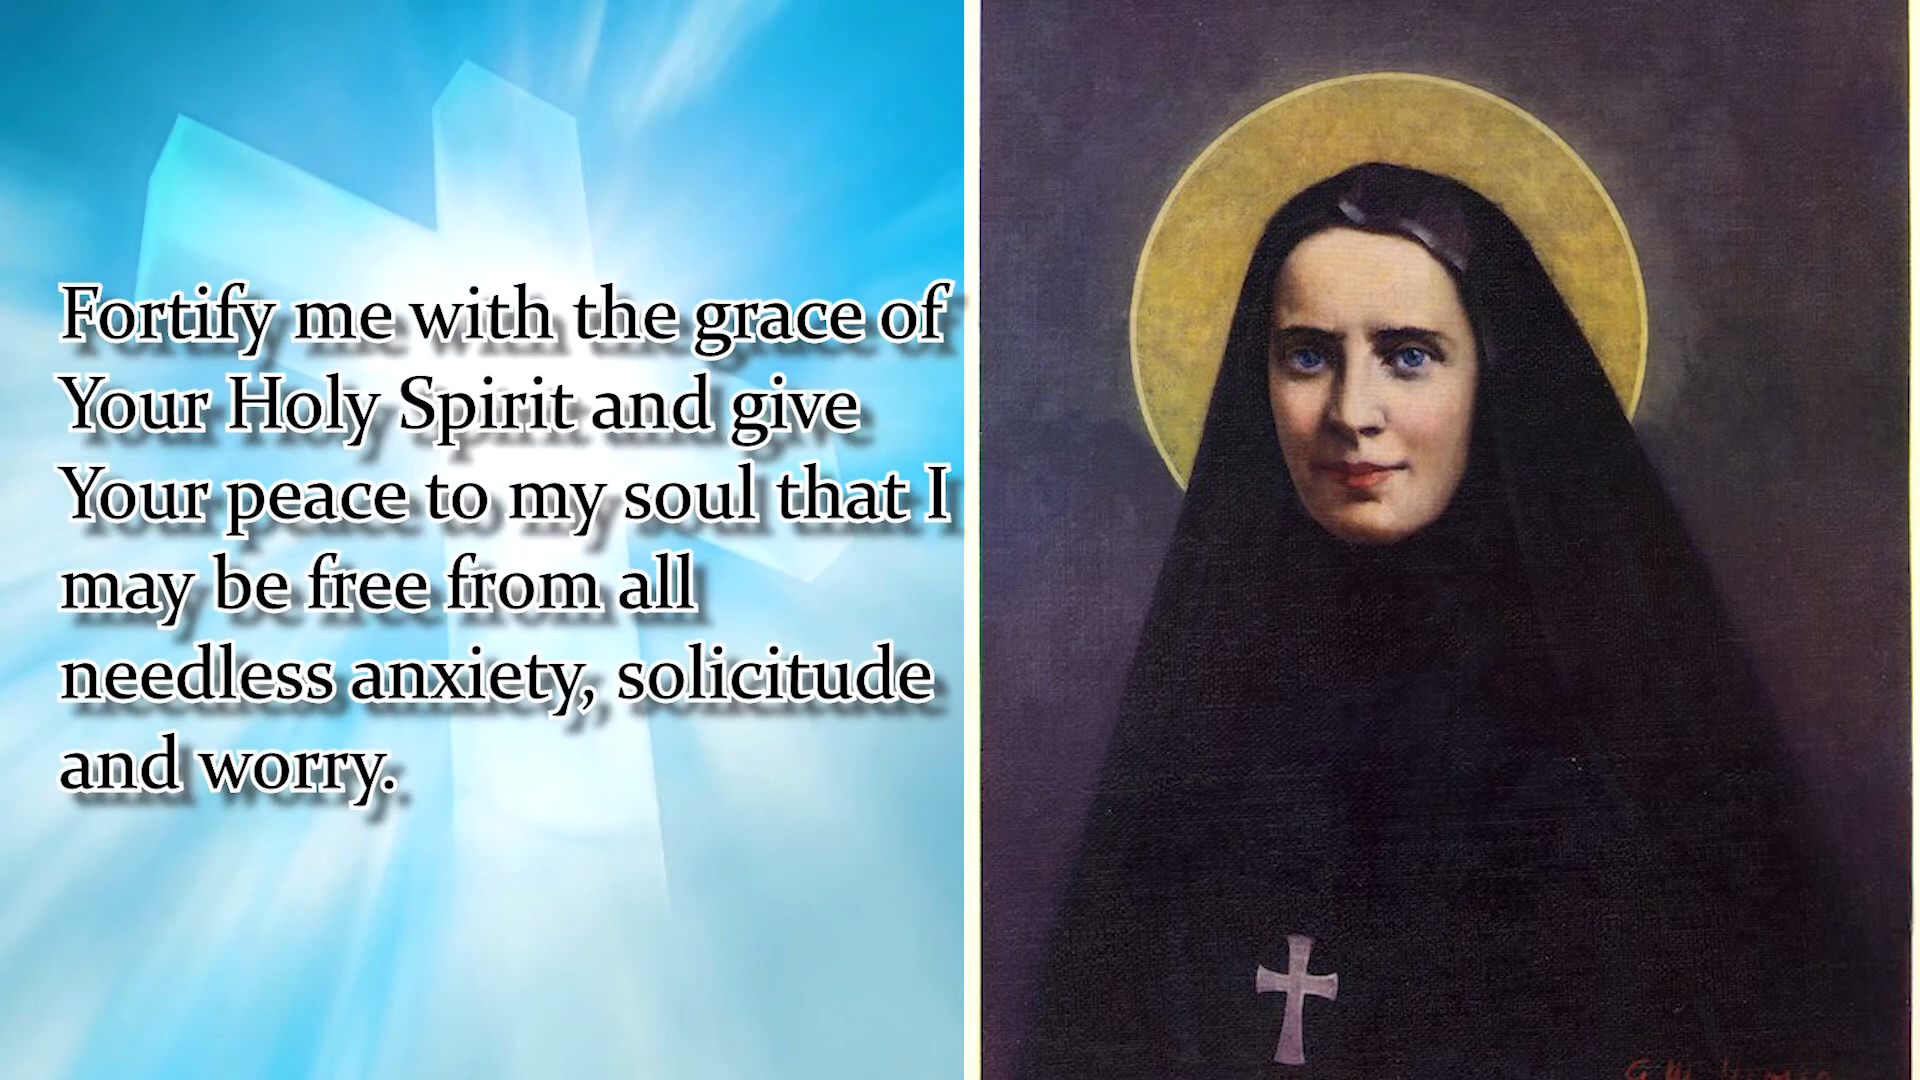 Fortify me with the grace of
Your Holy Spirit and give
Your peace to my soul that I
may be free from all
needless anxiety, solicitude
and worry.